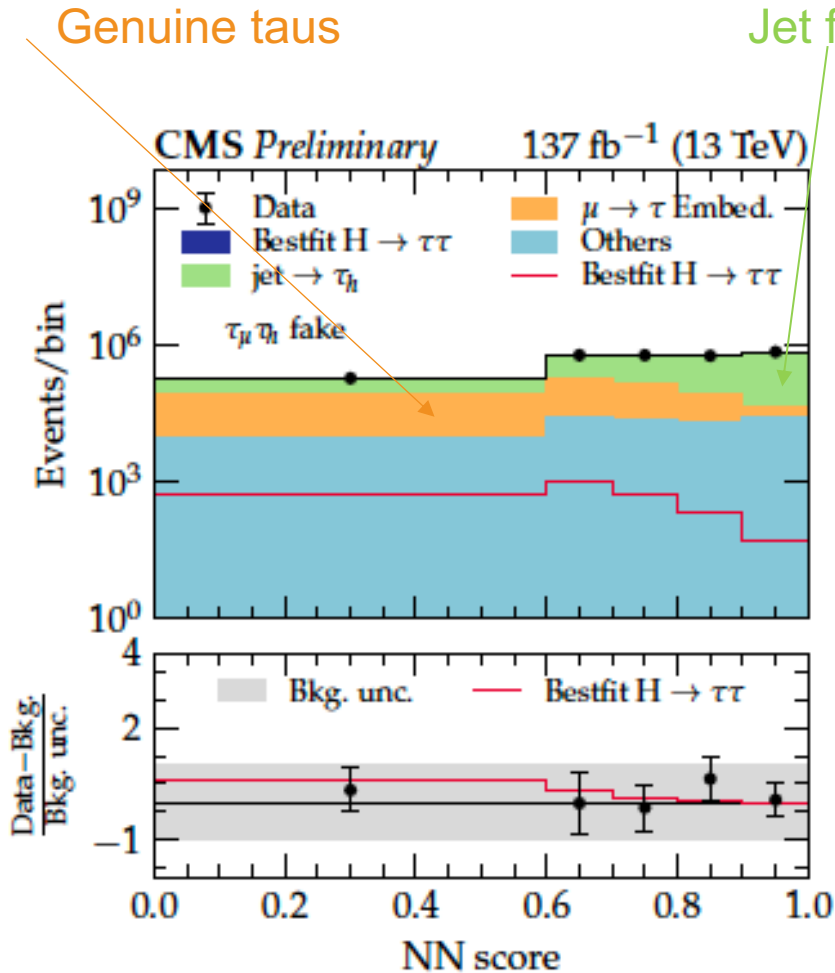 Genuine taus
Jet f
CMS Preliminary 137 fb⁻¹ (13 TeV)
Data
μ → τ Embed.
Bestfit H → ττ
Others
jet → τₕ
Bestfit H → ττ
τ_μ τₕ fake
Events/bin
10⁹
10⁶
10³
10⁰
Bkg. unc.
Bestfit H → ττ
Data−Bkg.
Bkg. unc.
4
2
−1
0.0 0.2 0.4 0.6 0.8 1.0
NN score